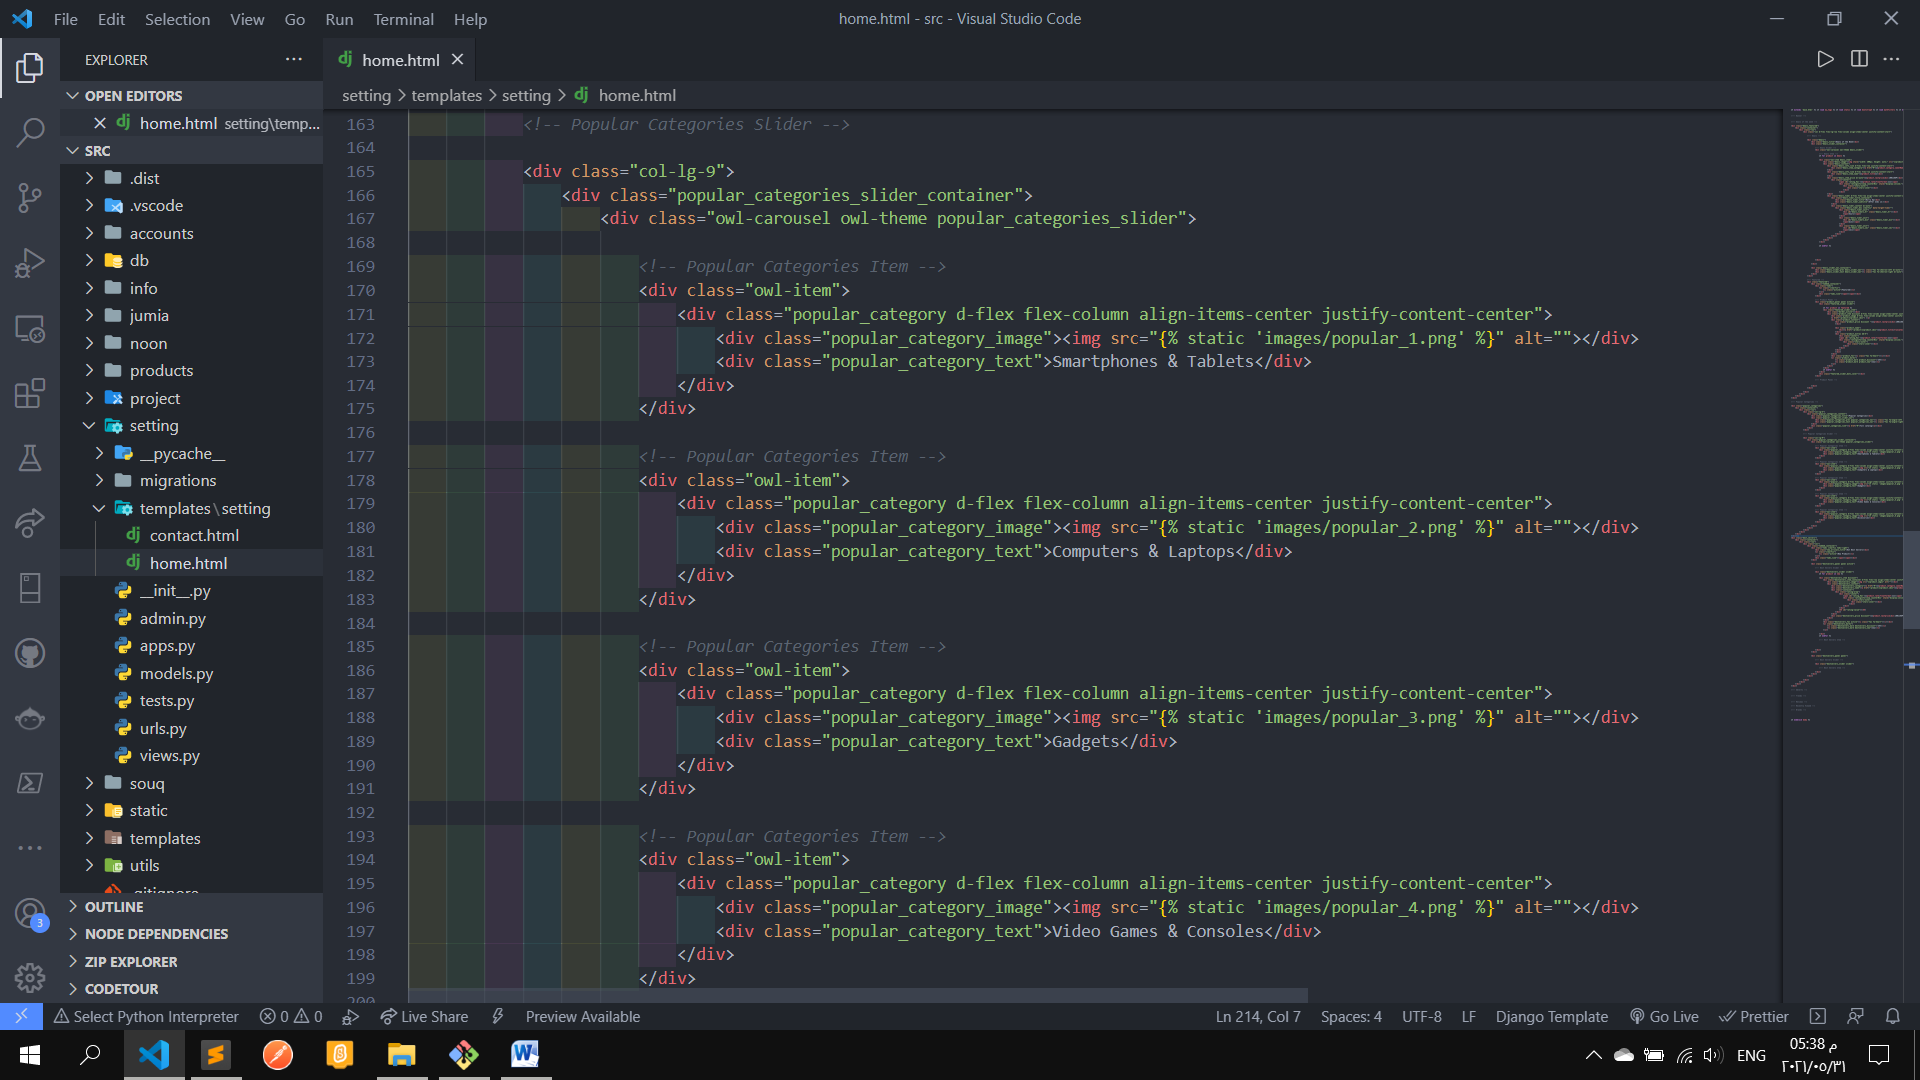 File Edit Selection View Go Run Terminal Help
home.html - src - Visual Studio Code
EXPLORER
home.html
OPEN EDITORS
home.html setting\temp...
setting > templates > setting > home.html
SRC
.dist
.vscode
accounts
db
info
jumia
noon
products
project
setting
__pycache__
migrations
templates\setting
contact.html
home.html
__init__.py
admin.py
apps.py
models.py
tests.py
urls.py
views.py
souq
static
templates
utils
.gitignore
OUTLINE
NODE DEPENDENCIES
ZIP EXPLORER
CODETOUR
3
163 <!-- Popular Categories Slider -->
164
165 <div class="col-lg-9">
166 <div class="popular_categories_slider_container">
167 <div class="owl-carousel owl-theme popular_categories_slider">
168
169 <!-- Popular Categories Item -->
170 <div class="owl-item">
171 <div class="popular_category d-flex flex-column align-items-center justify-content-center">
172 <div class="popular_category_image"><img src="{% static 'images/popular_1.png' %}" alt=""></div>
173 <div class="popular_category_text">Smartphones & Tablets</div>
174 </div>
175 </div>
176
177 <!-- Popular Categories Item -->
178 <div class="owl-item">
179 <div class="popular_category d-flex flex-column align-items-center justify-content-center">
180 <div class="popular_category_image"><img src="{% static 'images/popular_2.png' %}" alt=""></div>
181 <div class="popular_category_text">Computers & Laptops</div>
182 </div>
183 </div>
184
185 <!-- Popular Categories Item -->
186 <div class="owl-item">
187 <div class="popular_category d-flex flex-column align-items-center justify-content-center">
188 <div class="popular_category_image"><img src="{% static 'images/popular_3.png' %}" alt=""></div>
189 <div class="popular_category_text">Gadgets</div>
190 </div>
191 </div>
192
193 <!-- Popular Categories Item -->
194 <div class="owl-item">
195 <div class="popular_category d-flex flex-column align-items-center justify-content-center">
196 <div class="popular_category_image"><img src="{% static 'images/popular_4.png' %}" alt=""></div>
197 <div class="popular_category_text">Video Games & Consoles</div>
198 </div>
199 </div>
200
Select Python Interpreter 0 0 Live Share Preview Available Ln 214, Col 7 Spaces: 4 UTF-8 LF Django Template Go Live Prettier
ENG
05:38 م
٢٠٢١/٠٥/٣١